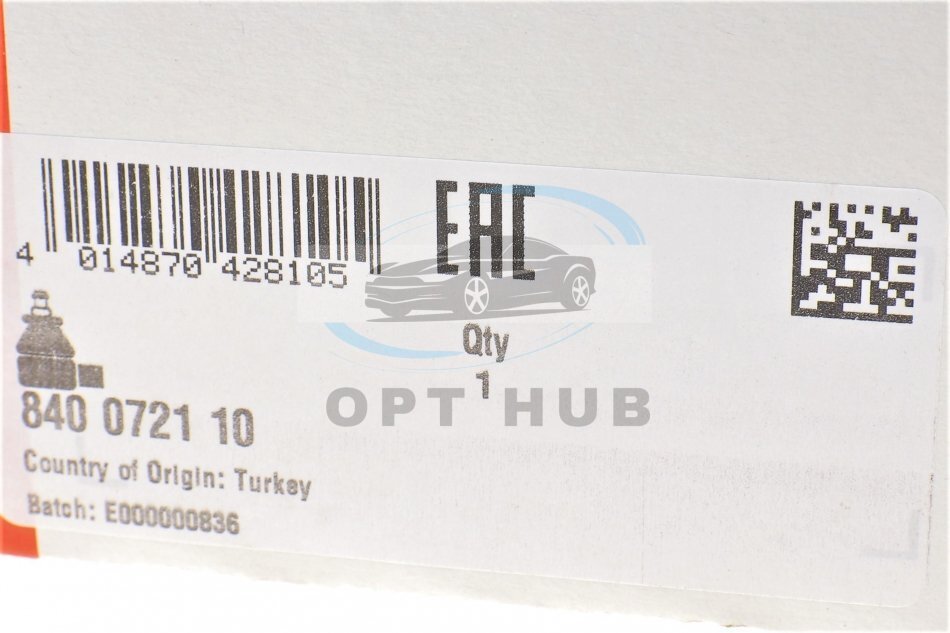 4 014870 428105
EAC
Qty
1
OPT HUB
840 0721 10
Country of Origin: Turkey
Batch: E000000836